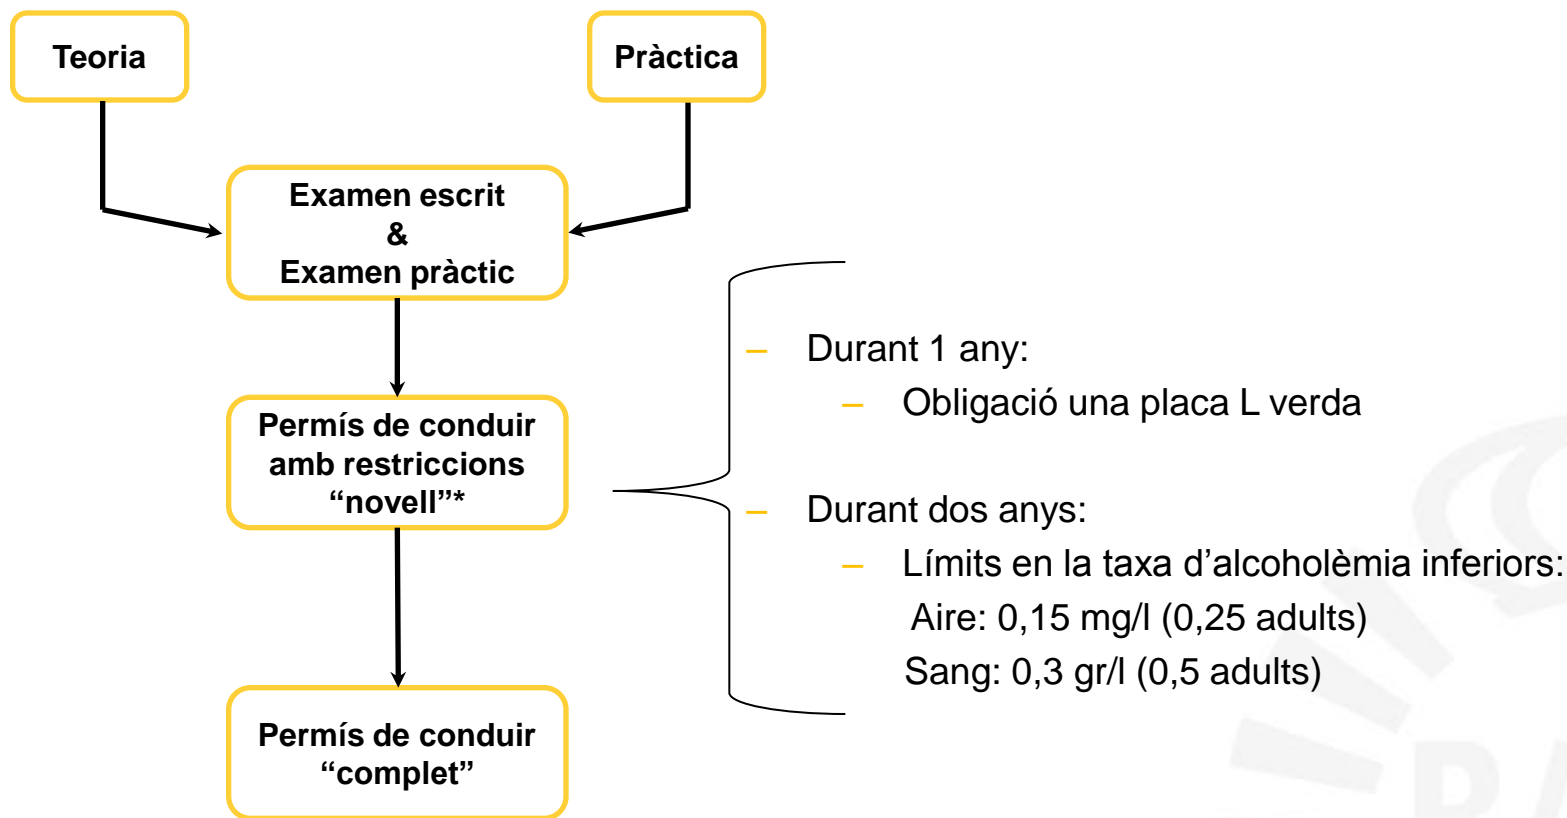 Teoria
Pràctica
Examen escrit
&
Examen pràctic
Permís de conduir
amb restriccions
“novell”*
Permís de conduir
“complet”
– Durant 1 any:
– Obligació una placa L verda
– Durant dos anys:
– Límits en la taxa d’alcoholèmia inferiors:
Aire: 0,15 mg/l (0,25 adults)
Sang: 0,3 gr/l (0,5 adults)